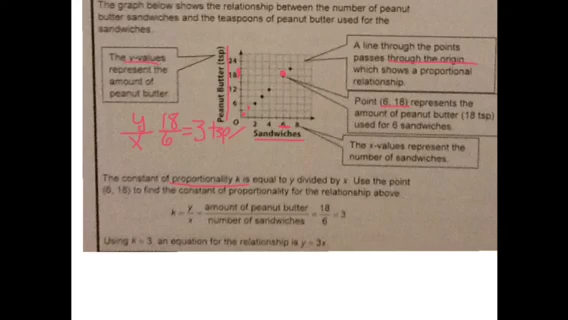 The graph below shows the relationship between the number of peanut
butter sandwiches and the teaspoons of peanut butter used for the
sandwiches.
The y-values
represent the
amount of
peanut butter.
Peanut Butter (tsp)
24
18
12
6
O
2 4 6 8
Sandwiches
A line through the points
passes through the origin,
which shows a proportional
relationship.
Point (6, 18) represents the
amount of peanut butter (18 tsp)
used for 6 sandwiches.
The x-values represent the
number of sandwiches.
y/x 18/6 = 3 tsp/
The constant of proportionality k is equal to y divided by x. Use the point
(6, 18) to find the constant of proportionality for the relationship above.
k = y/x = amount of peanut butter/number of sandwiches = 18/6 = 3
Using k = 3, an equation for the relationship is y = 3x.